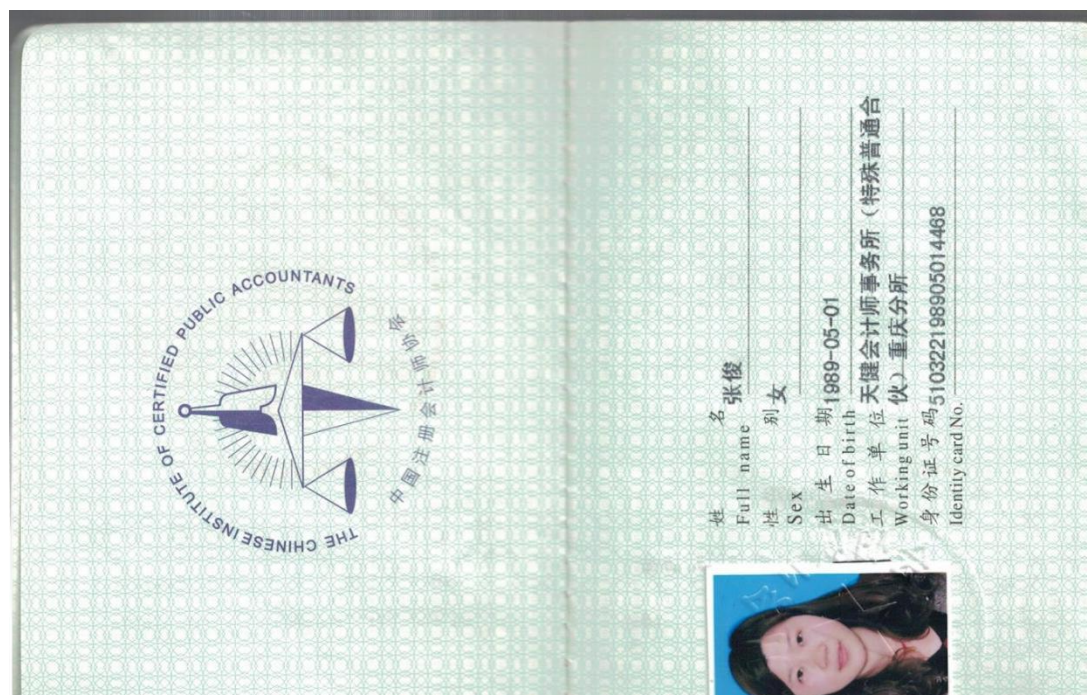 THE CHINESE INSTITUTE OF CERTIFIED PUBLIC ACCOUNTANTS
中国注册会计师协会
姓 名 张俊
Full name
性 别 女
Sex
出生日期 1989-05-01
Date of birth
工作单位 天健会计师事务所（特殊普通合
Working unit 伙）重庆分所
身份证号码 510322198905014468
Identity card No.